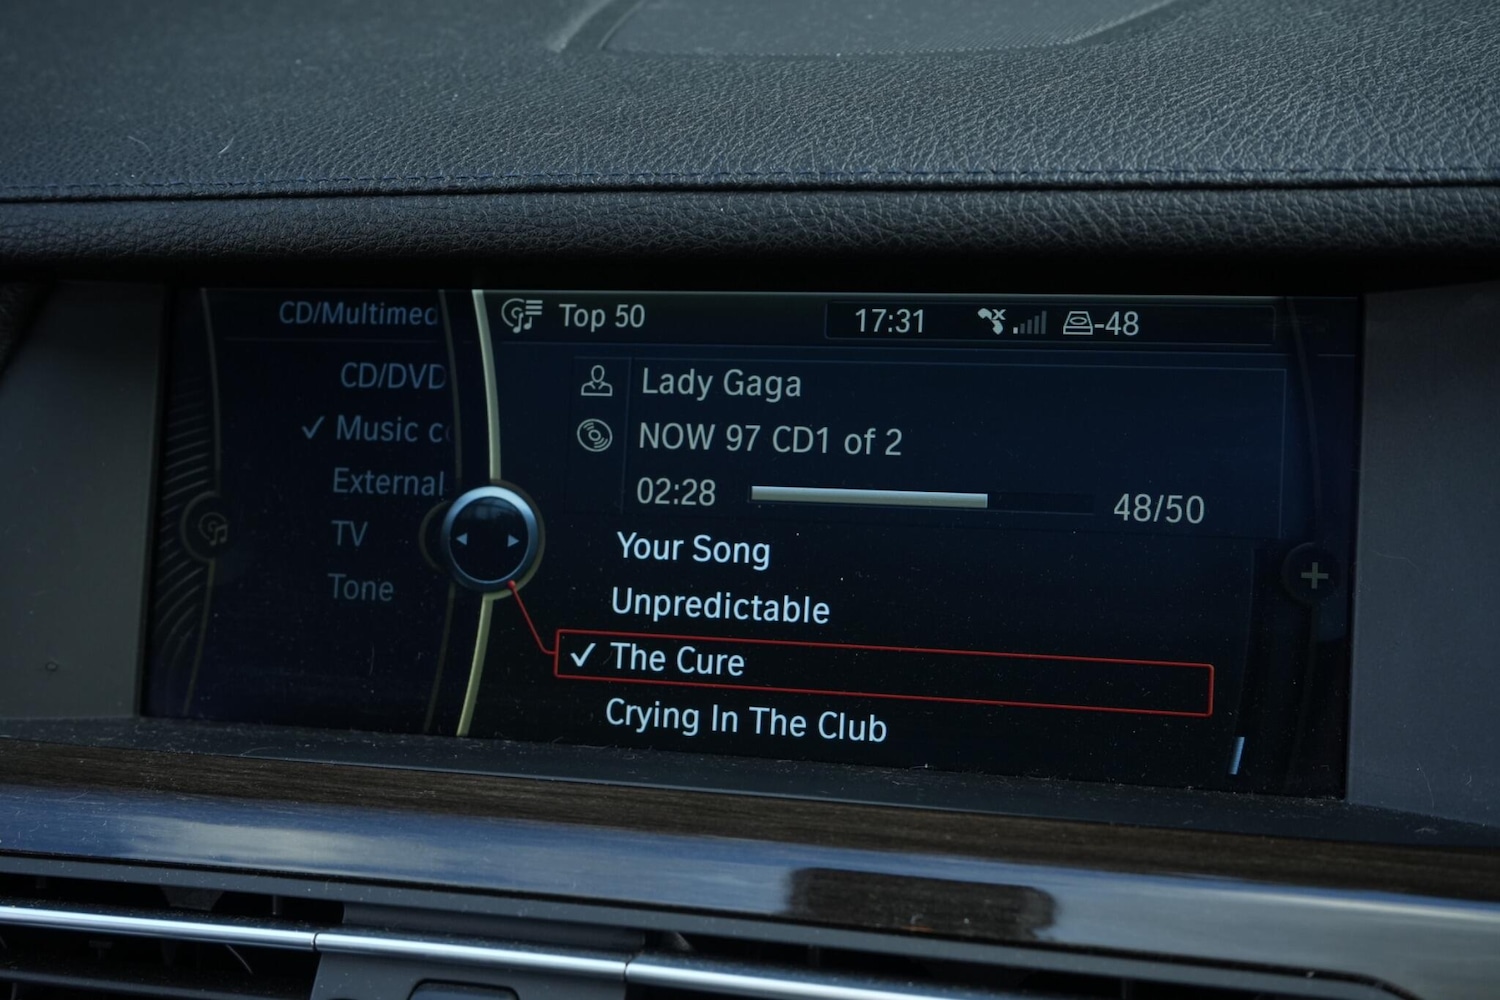 CD/Multimed
CD/DVD
✓ Music c
External
TV
Tone
Top 50
17:31
-48
Lady Gaga
NOW 97 CD1 of 2
02:28
48/50
Your Song
Unpredictable
✓ The Cure
Crying In The Club
+